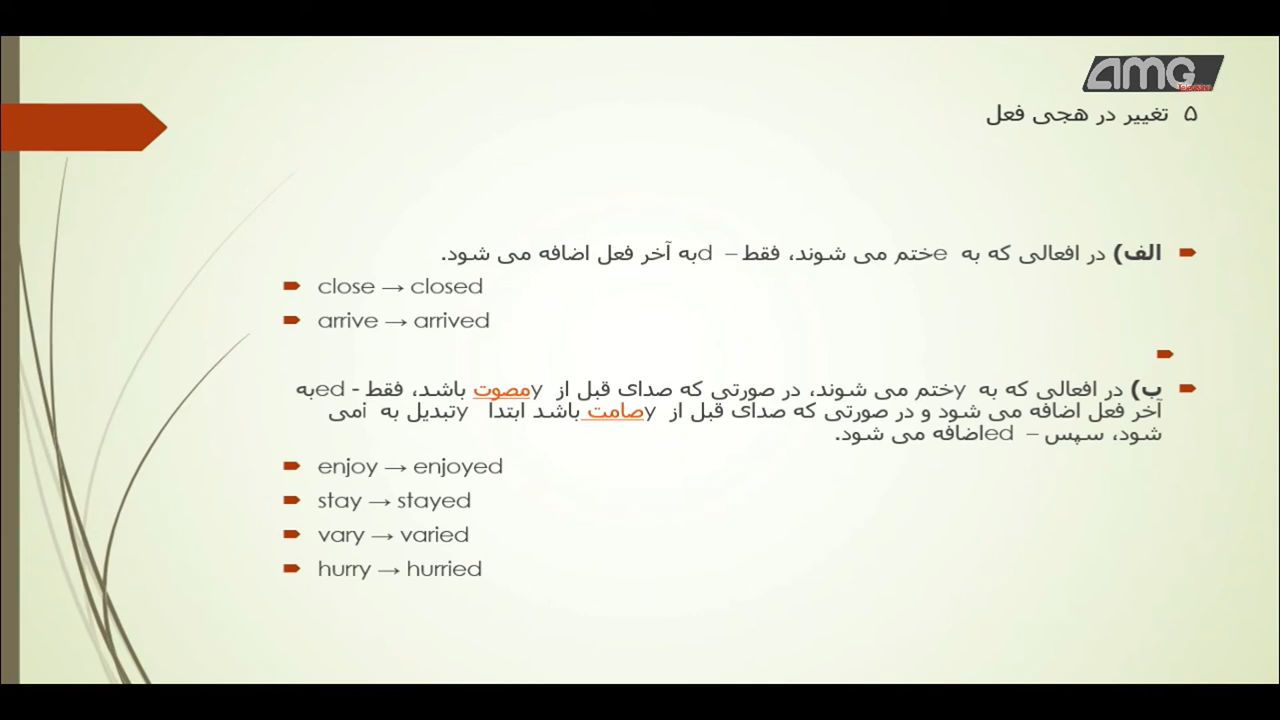 AMG
Television
۵ تغییر در هجی فعل
الف) در افعالی که به e ختم می شوند، فقط – d به آخر فعل اضافه می شود.
close → closed
arrive → arrived
ب) در افعالی که به y ختم می شوند، در صورتی که صدای قبل از y مصوت باشد، فقط - ed به
آخر فعل اضافه می شود و در صورتی که صدای قبل از y صامت باشد ابتدا y تبدیل به i می
شود، سپس – ed اضافه می شود.
enjoy → enjoyed
stay → stayed
vary → varied
hurry → hurried